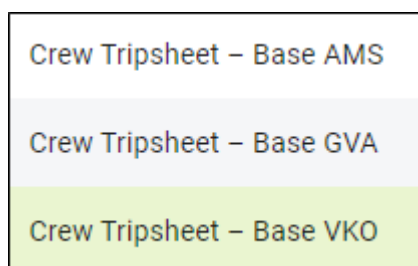 Crew Tripsheet – Base AMS
Crew Tripsheet – Base GVA
Crew Tripsheet – Base VKO